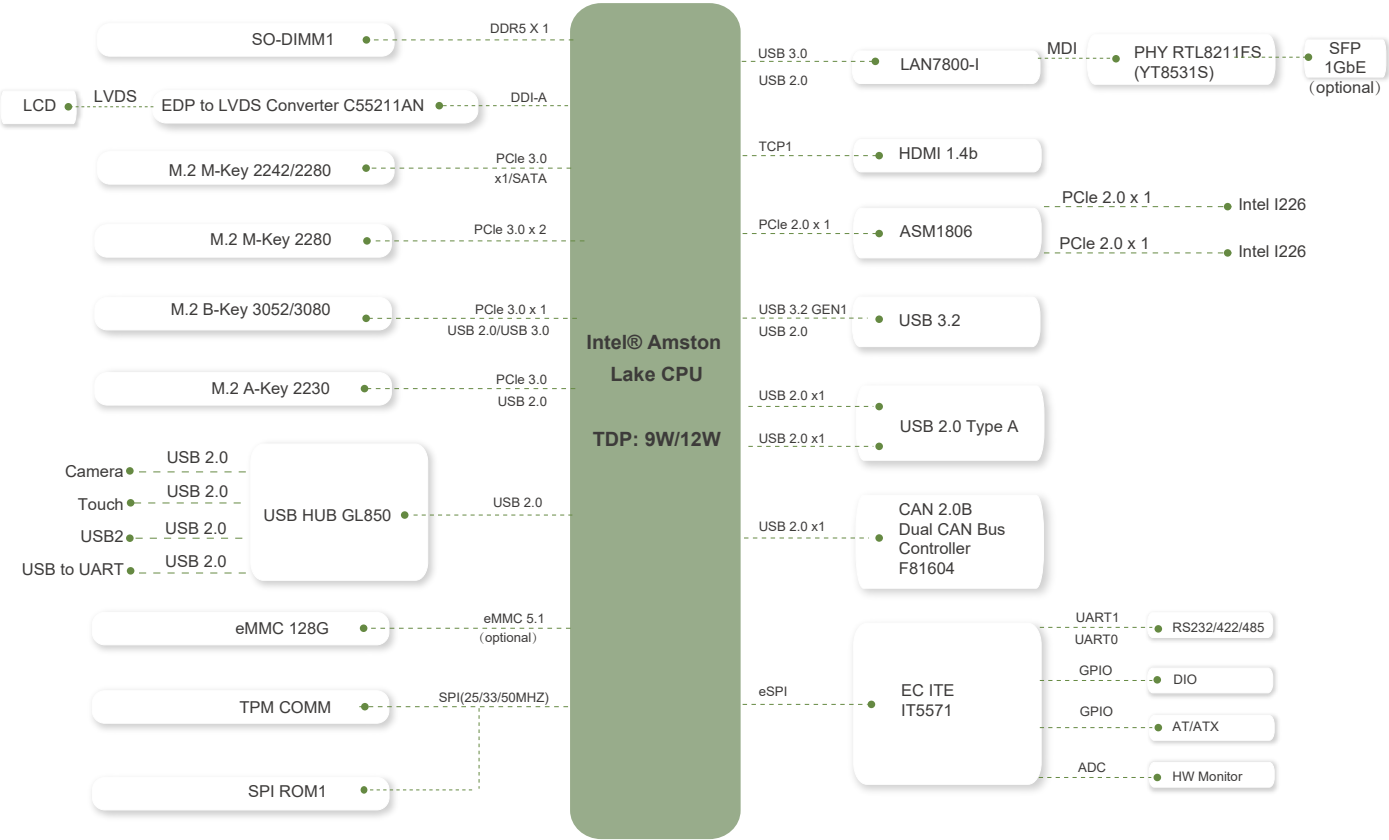 SO-DIMM1
DDR5 X 1
LCD
LVDS
EDP to LVDS Converter C55211AN
DDI-A
M.2 M-Key 2242/2280
PCle 3.0
x1/SATA
M.2 M-Key 2280
PCle 3.0 x 2
M.2 B-Key 3052/3080
PCle 3.0 x 1
USB 2.0/USB 3.0
M.2 A-Key 2230
PCle 3.0
USB 2.0
Camera
USB 2.0
Touch
USB 2.0
USB2
USB 2.0
USB to UART
USB 2.0
USB HUB GL850
USB 2.0
eMMC 128G
eMMC 5.1
(optional)
TPM COMM
SPI(25/33/50MHZ)
SPI ROM1
Intel® Amston
Lake CPU
TDP: 9W/12W
USB 3.0
USB 2.0
LAN7800-I
MDI
PHY RTL8211FS
(YT8531S)
SFP
1GbE
(optional)
TCP1
HDMI 1.4b
PCle 2.0 x 1
ASM1806
PCle 2.0 x 1
Intel I226
PCle 2.0 x 1
Intel I226
USB 3.2 GEN1
USB 2.0
USB 3.2
USB 2.0 x1
USB 2.0 x1
USB 2.0 Type A
USB 2.0 x1
CAN 2.0B
Dual CAN Bus
Controller
F81604
eSPI
EC ITE
IT5571
UART1
UART0
RS232/422/485
GPIO
DIO
GPIO
AT/ATX
ADC
HW Monitor